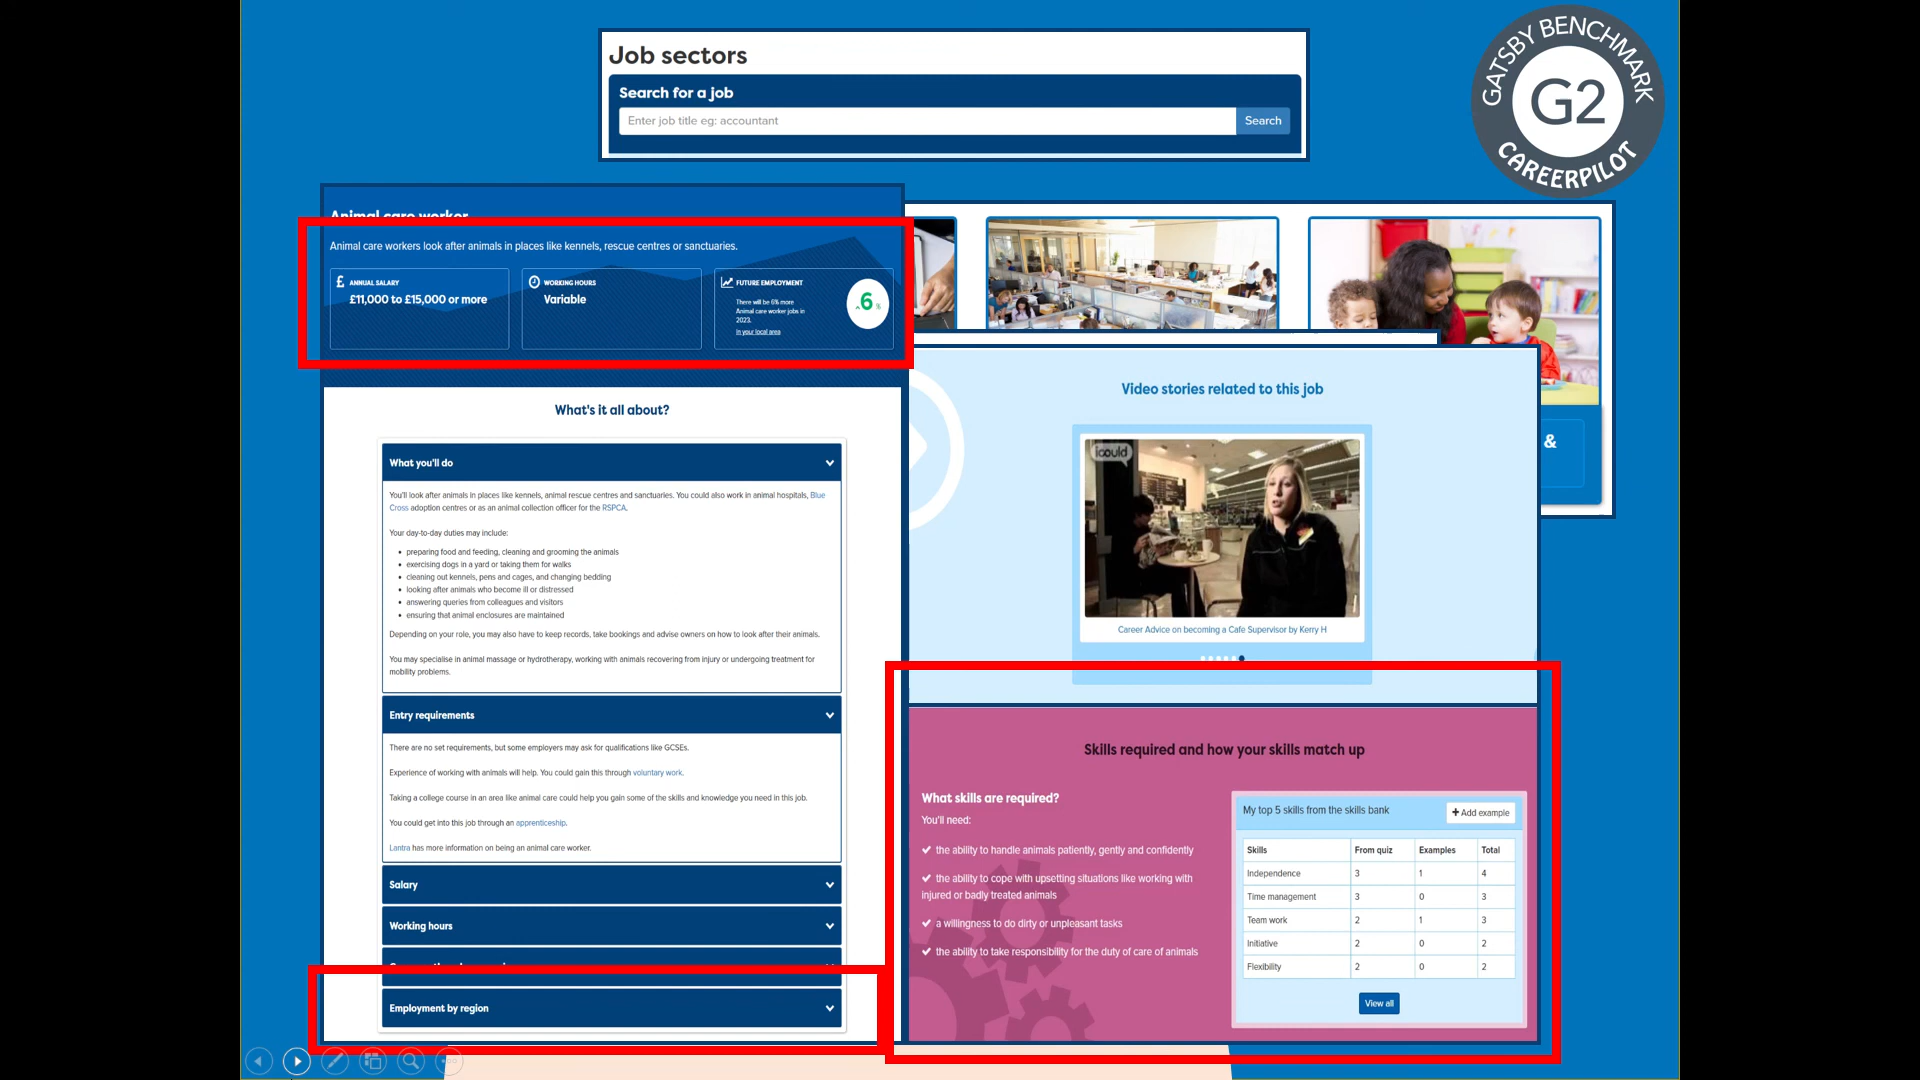 Job sectors
Search for a job
Enter job title eg: accountant
Search
GATSBY BENCHMARK
G2
CAREERPILOT
Animal care worker
Animal care workers look after animals in places like kennels, rescue centres or sanctuaries.
£ ANNUAL SALARY
£11,000 to £15,000 or more
WORKING HOURS
Variable
FUTURE EMPLOYMENT
There will be 6% more
Animal care worker jobs in
2023.
In your local area
6
What's it all about?
What you'll do
You'll look after animals in places like kennels, animal rescue centres and sanctuaries. You could also work in animal hospitals, Blue
Cross adoption centres or as an animal collection officer for the RSPCA.
Your day-to-day duties may include:
• preparing food and feeding, cleaning and grooming the animals
• exercising dogs in a yard or taking them for walks
• cleaning out kennels, pens and cages, and changing bedding
• looking after animals who become ill or distressed
• answering queries from colleagues and visitors
• ensuring that animal enclosures are maintained
Depending on your role, you may also have to keep records, take bookings and advise owners on how to look after their animals.
You may specialise in animal massage or hydrotherapy, working with animals recovering from injury or undergoing treatment for
mobility problems.
Entry requirements
There are no set requirements, but some employers may ask for qualifications like GCSEs.
Experience of working with animals will help. You could gain this through voluntary work.
Taking a college course in an area like animal care could help you gain some of the skills and knowledge you need in this job.
You could get into this job through an apprenticeship.
Lantra has more information on being an animal care worker.
Salary
Working hours
Employment by region
&
Video stories related to this job
icould
Career Advice on becoming a Cafe Supervisor by Kerry H
Skills required and how your skills match up
What skills are required?
You'll need:
the ability to handle animals patiently, gently and confidently
the ability to cope with upsetting situations like working with
injured or badly treated animals
a willingness to do dirty or unpleasant tasks
the ability to take responsibility for the duty of care of animals
My top 5 skills from the skills bank
+ Add example
Skills From quiz Examples Total
Independence 3 1 4
Time management 3 0 3
Team work 2 1 3
Initiative 2 0 2
Flexibility 2 0 2
View all